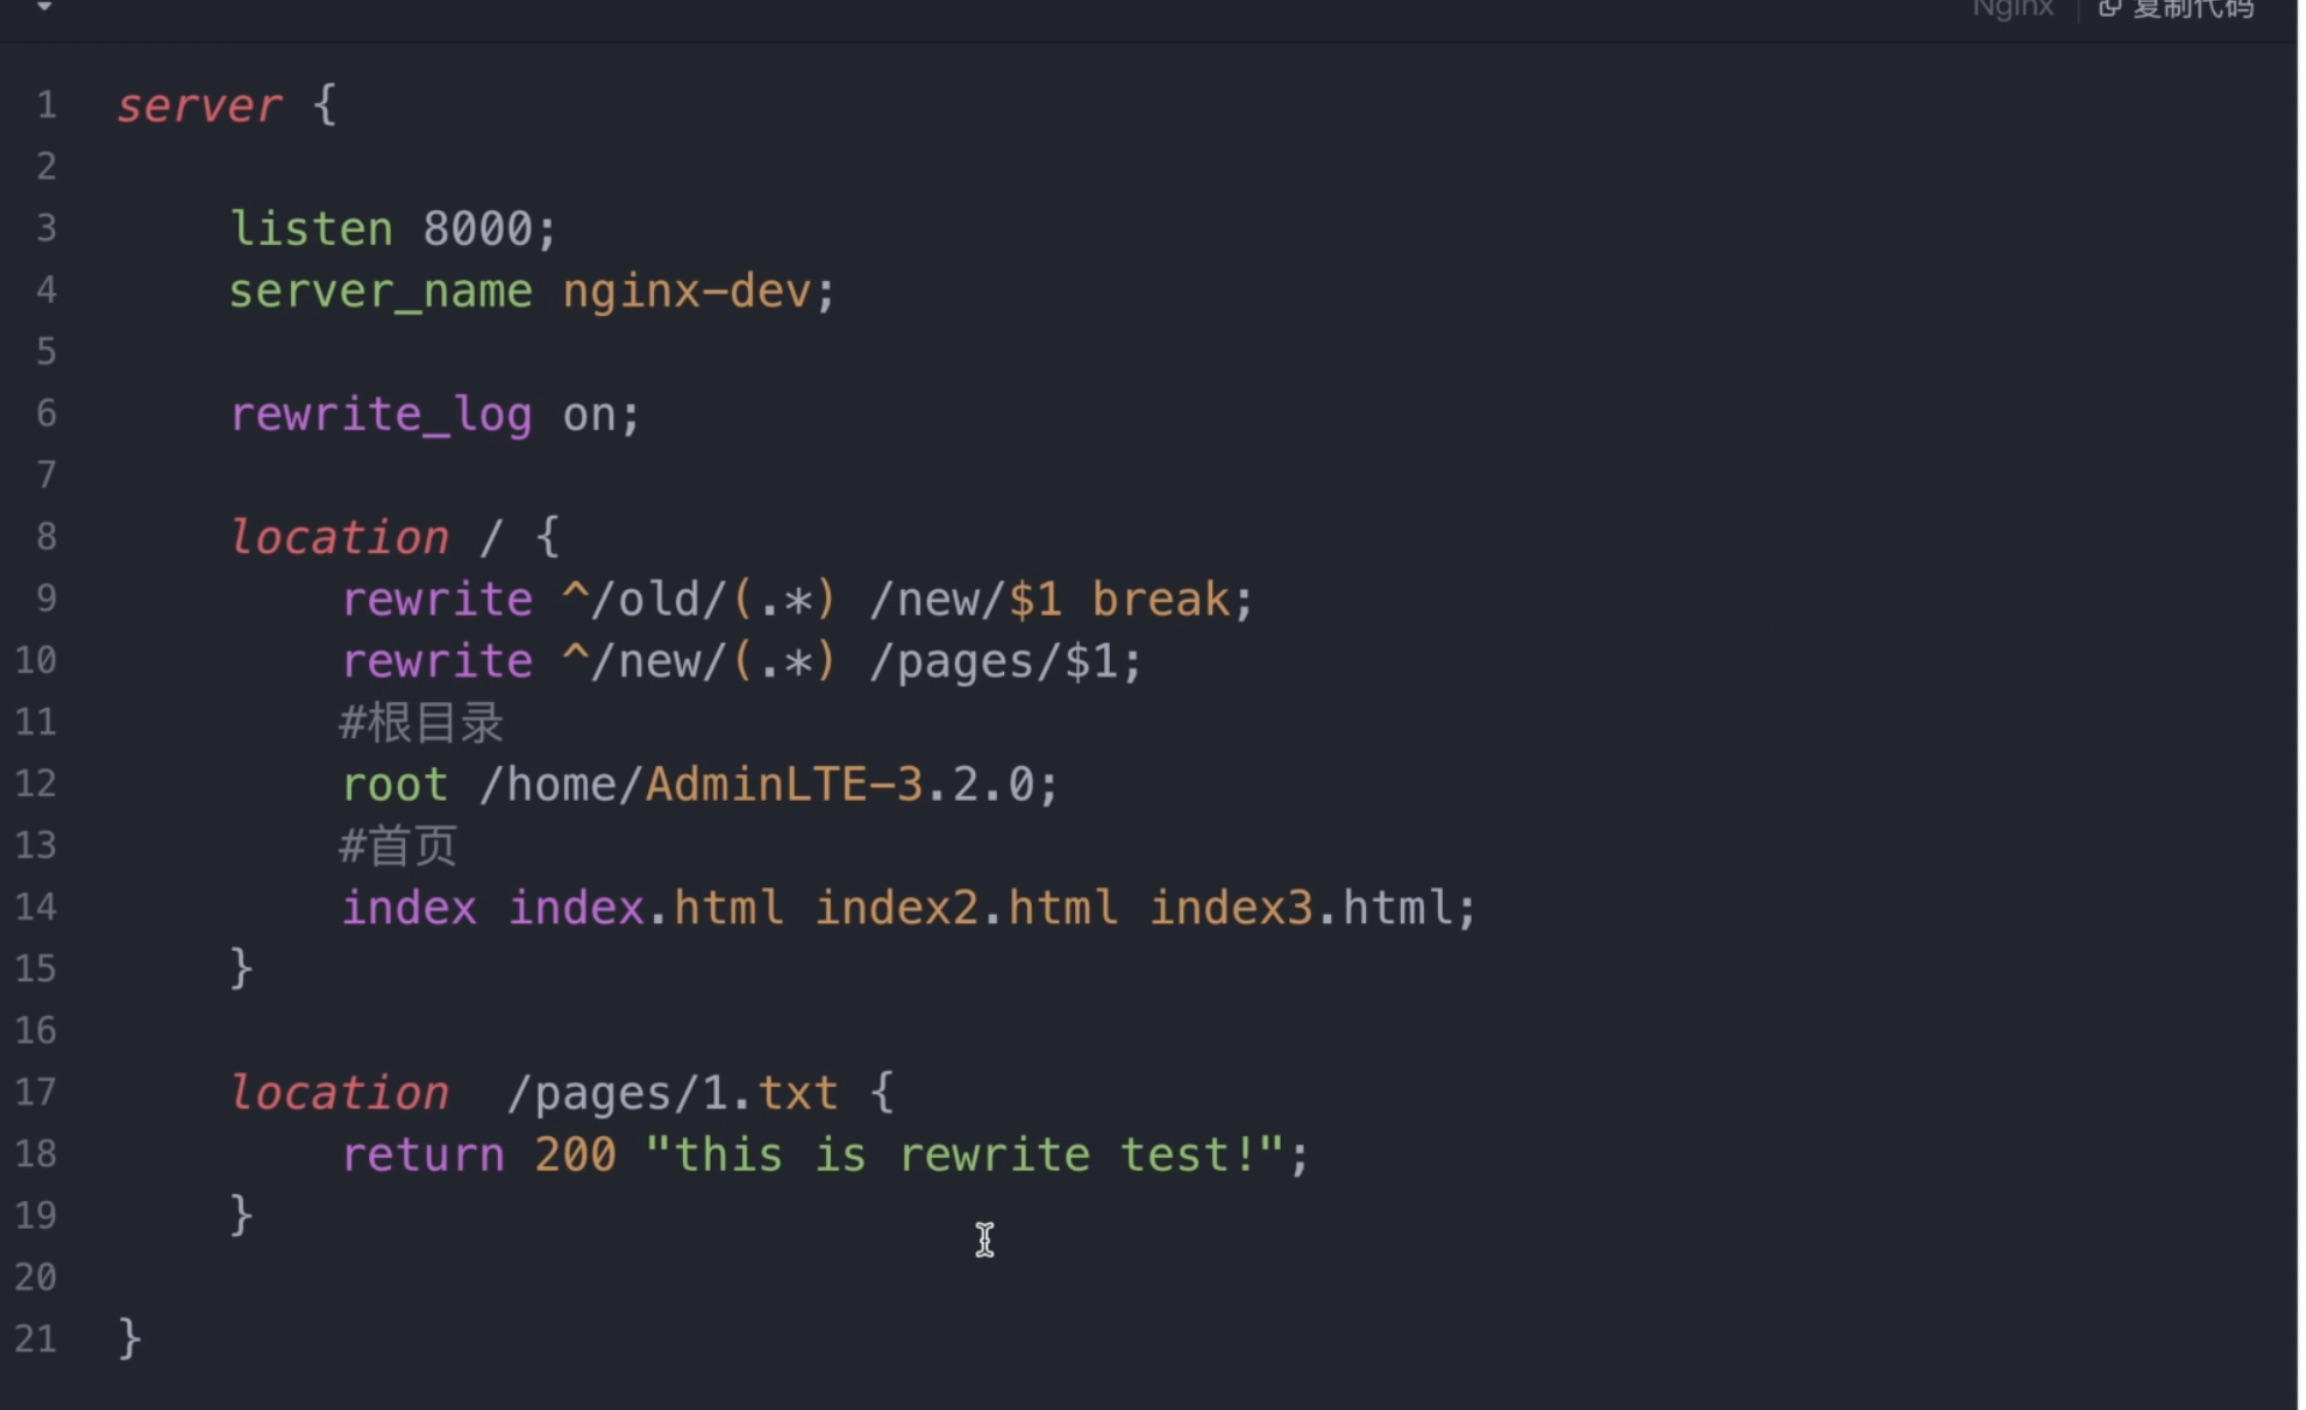 Nginx 复制代码
1 server {
2
3     listen 8000;
4     server_name nginx-dev;
5
6     rewrite_log on;
7
8     location / {
9         rewrite ^/old/(.*) /new/$1 break;
10         rewrite ^/new/(.*) /pages/$1;
11         #根目录
12         root /home/AdminLTE-3.2.0;
13         #首页
14         index index.html index2.html index3.html;
15     }
16
17     location  /pages/1.txt {
18         return 200 "this is rewrite test!";
19     }
20
21 }